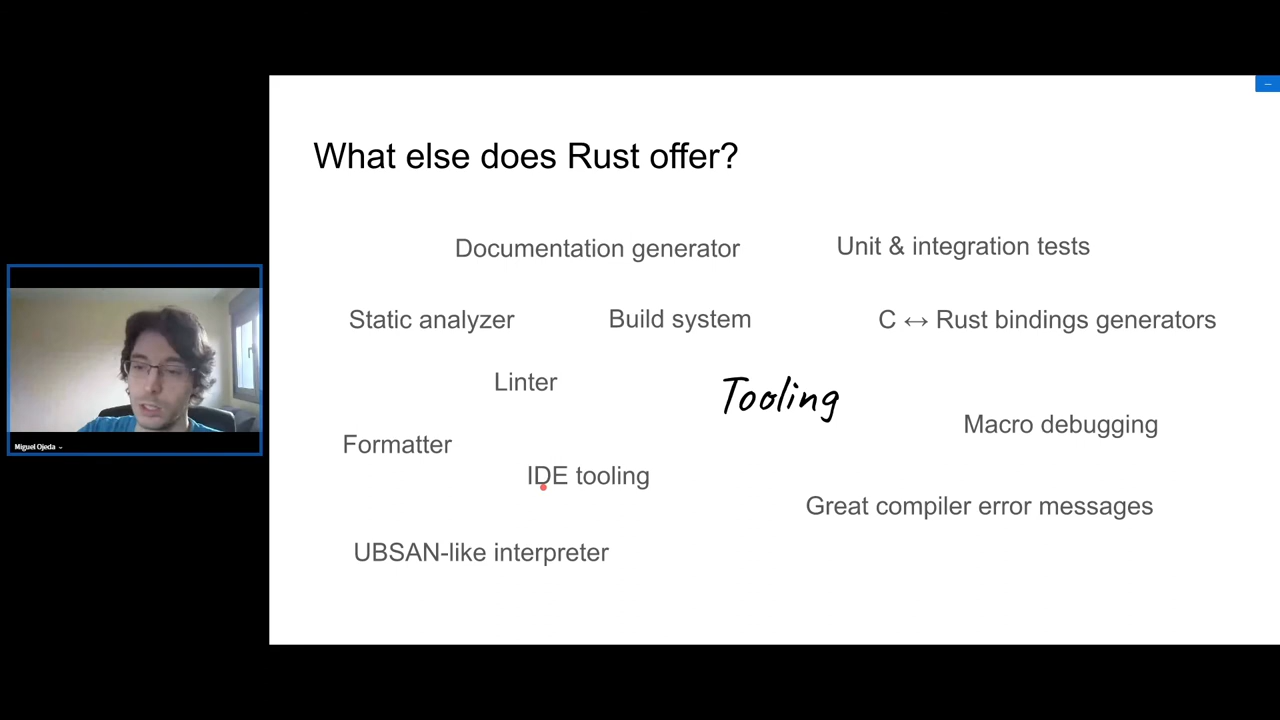 What else does Rust offer?
Documentation generator
Unit & integration tests
Static analyzer
Build system
C ↔ Rust bindings generators
Linter
Tooling
Macro debugging
Formatter
IDE tooling
Great compiler error messages
UBSAN-like interpreter
Miguel Ojeda